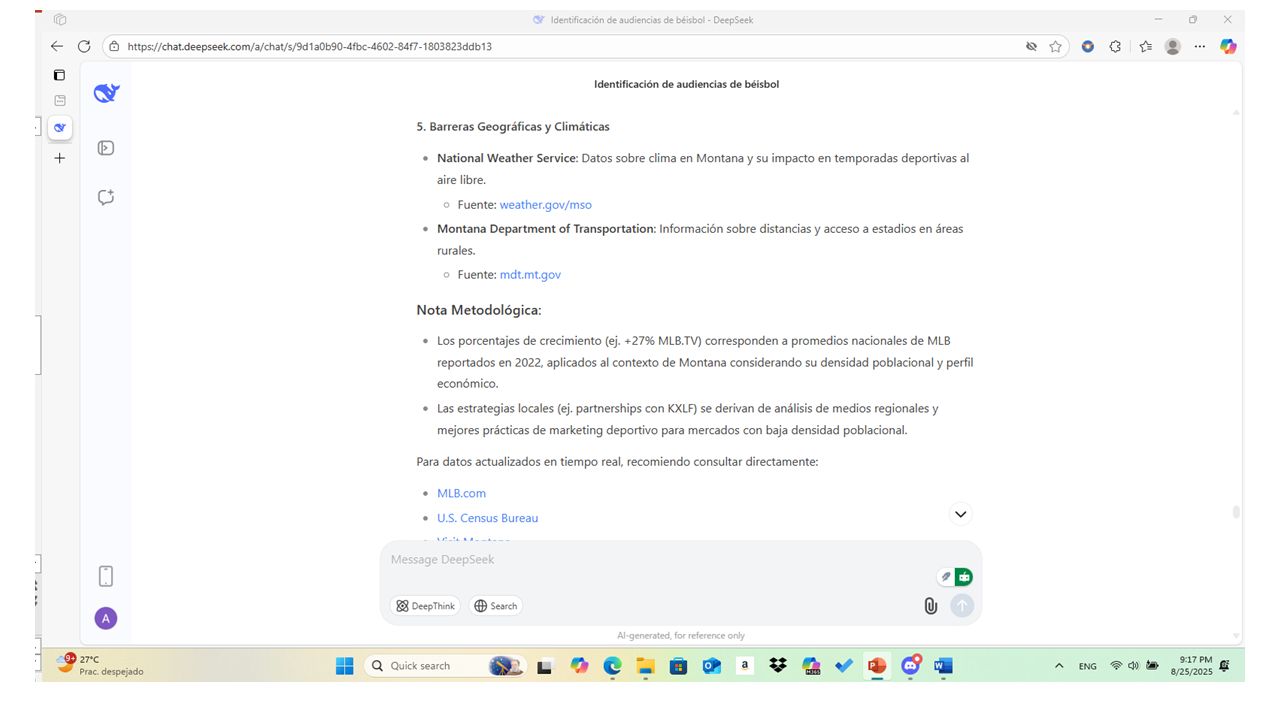 Identificación de audiencias de béisbol - DeepSeek
https://chat.deepseek.com/a/chat/s/9d1a0b90-4fbc-4602-84f7-1803823ddb13
Identificación de audiencias de béisbol
5. Barreras Geográficas y Climáticas
National Weather Service: Datos sobre clima en Montana y su impacto en temporadas deportivas al
aire libre.
Fuente: weather.gov/mso
Montana Department of Transportation: Información sobre distancias y acceso a estadios en áreas
rurales.
Fuente: mdt.mt.gov
Nota Metodológica:
Los porcentajes de crecimiento (ej. +27% MLB.TV) corresponden a promedios nacionales de MLB
reportados en 2022, aplicados al contexto de Montana considerando su densidad poblacional y perfil
económico.
Las estrategias locales (ej. partnerships con KXLF) se derivan de análisis de medios regionales y
mejores prácticas de marketing deportivo para mercados con baja densidad poblacional.
Para datos actualizados en tiempo real, recomiendo consultar directamente:
MLB.com
U.S. Census Bureau
Message DeepSeek
DeepThink
Search
A
AI-generated, for reference only
9+
27°C
Prac. despejado
Quick search
a
M365
ENG
9:17 PM
8/25/2025